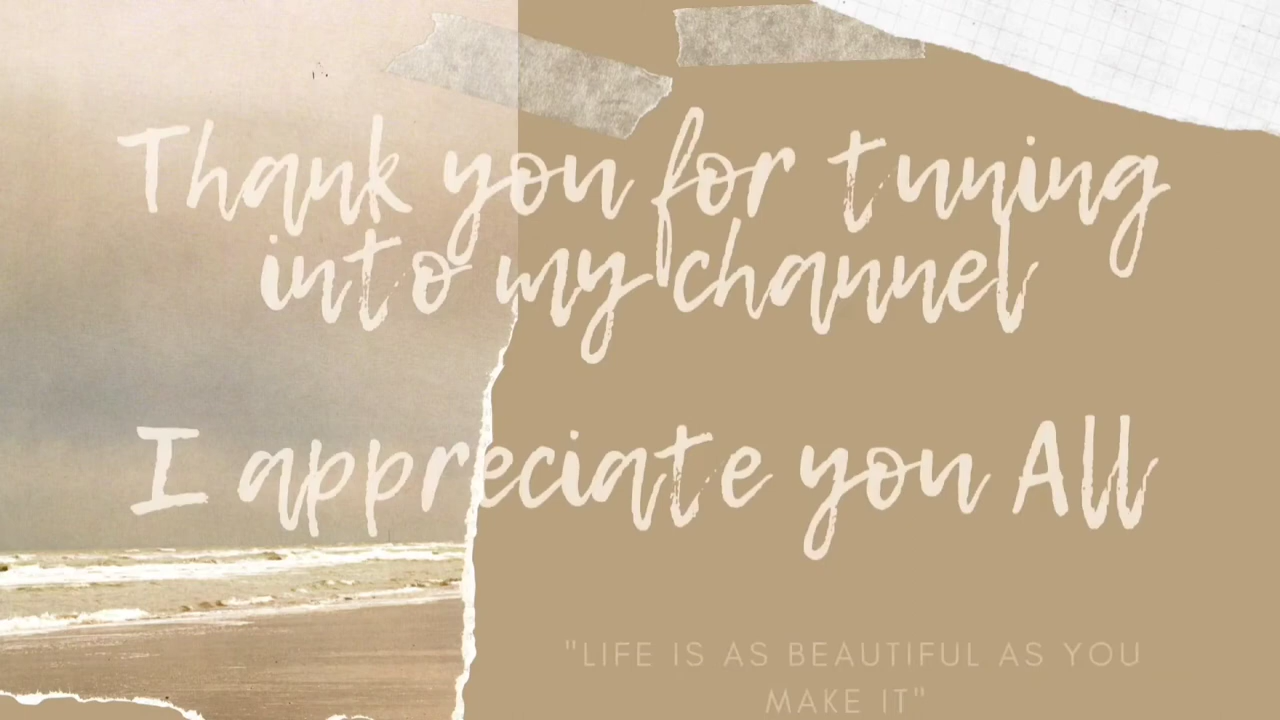 Thank you for tuning
into my channel
I appreciate you All
"LIFE IS AS BEAUTIFUL AS YOU
MAKE IT"